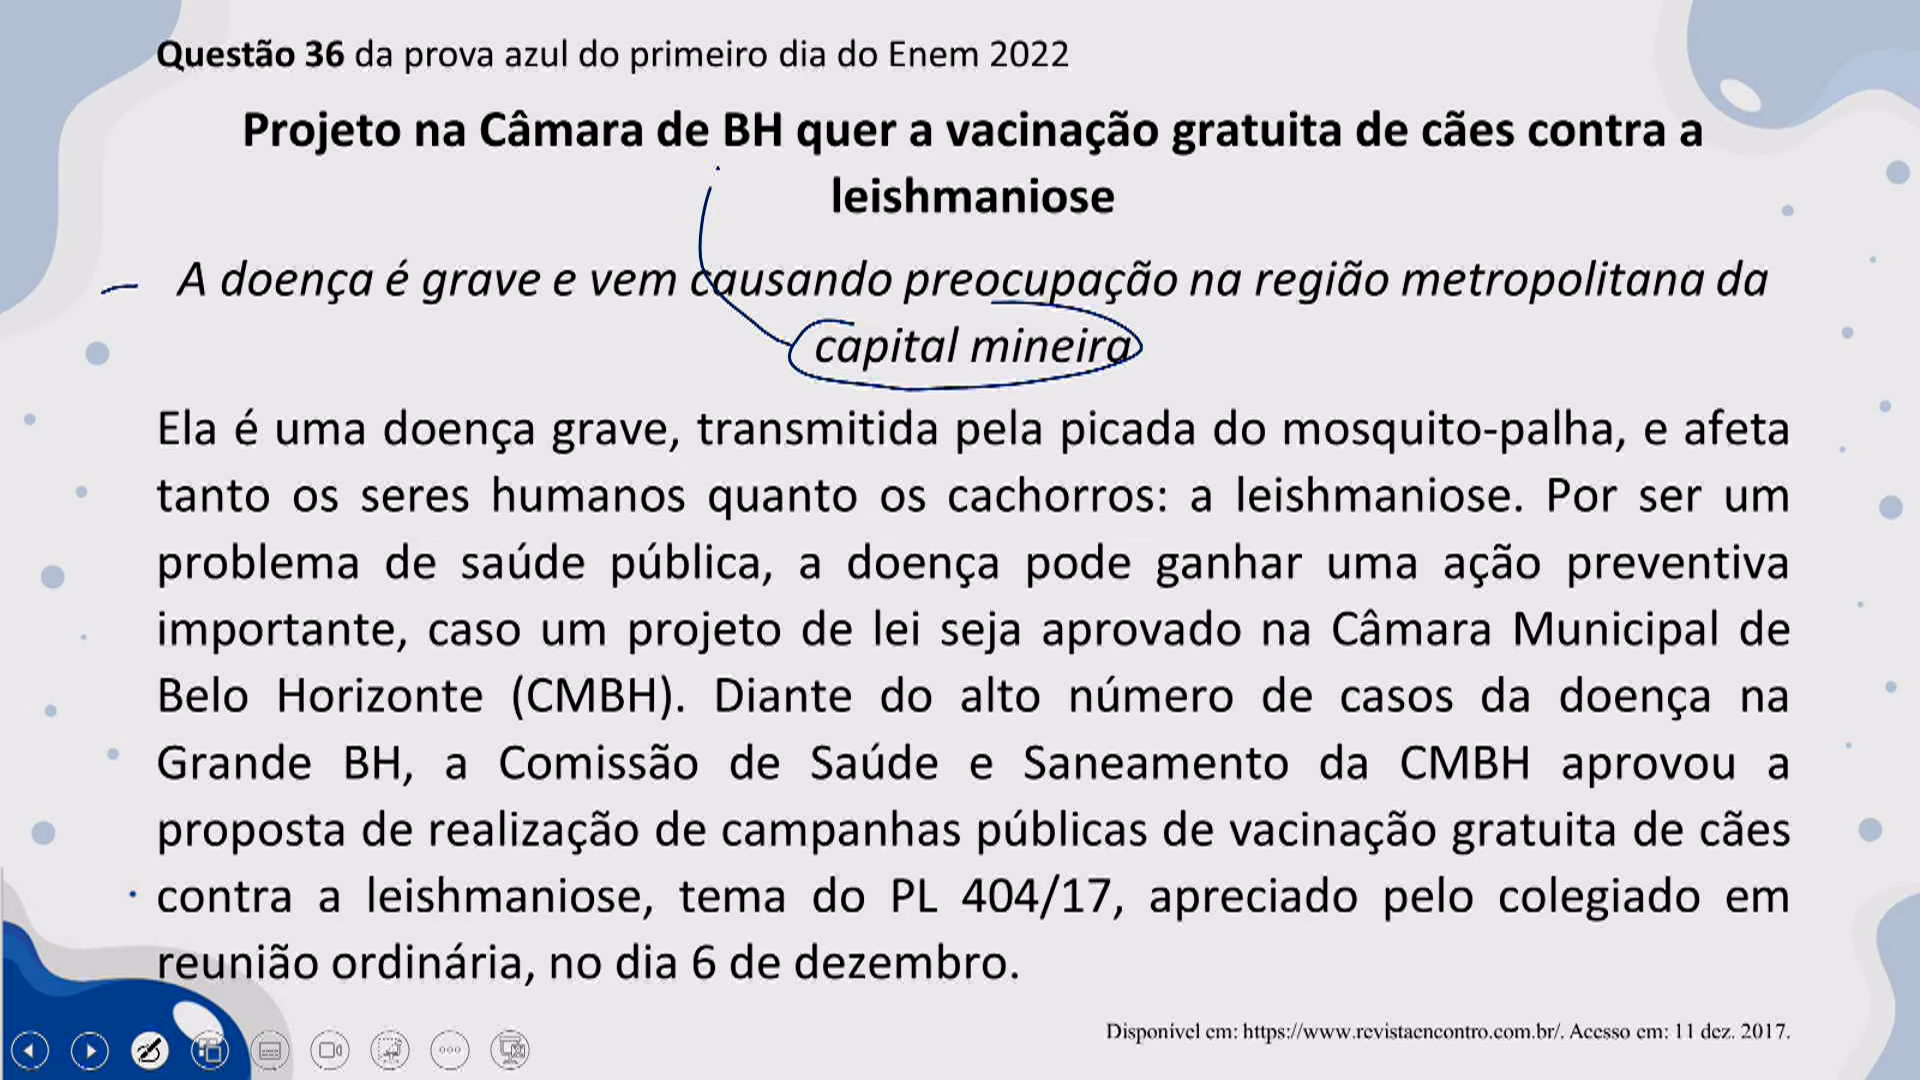 Questão 36 da prova azul do primeiro dia do Enem 2022
Projeto na Câmara de BH quer a vacinação gratuita de cães contra a
leishmaniose
A doença é grave e vem causando preocupação na região metropolitana da
capital mineira
Ela é uma doença grave, transmitida pela picada do mosquito-palha, e afeta
tanto os seres humanos quanto os cachorros: a leishmaniose. Por ser um
problema de saúde pública, a doença pode ganhar uma ação preventiva
importante, caso um projeto de lei seja aprovado na Câmara Municipal de
Belo Horizonte (CMBH). Diante do alto número de casos da doença na
Grande BH, a Comissão de Saúde e Saneamento da CMBH aprovou a
proposta de realização de campanhas públicas de vacinação gratuita de cães
contra a leishmaniose, tema do PL 404/17, apreciado pelo colegiado em
reunião ordinária, no dia 6 de dezembro.
Disponível em: https://www.revistaencontro.com.br/. Acesso em: 11 dez. 2017.